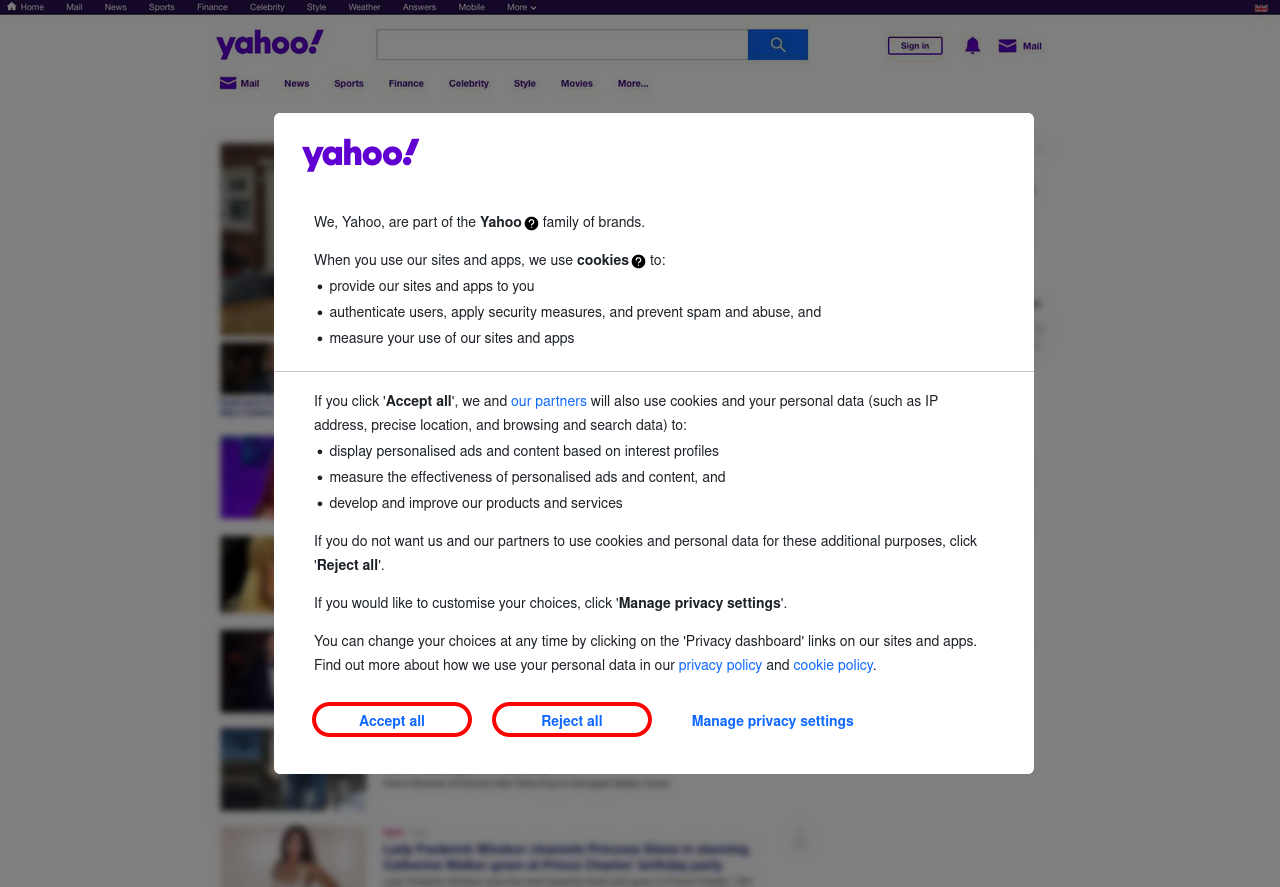 Home Mail News Sports Finance Celebrity Style Weather Answers Mobile More
yahoo!
Sign in
Mail
Mail News Sports Finance Celebrity Style Movies More...
yahoo!
We, Yahoo, are part of the Yahoo ? family of brands.
When you use our sites and apps, we use cookies ? to:
• provide our sites and apps to you
• authenticate users, apply security measures, and prevent spam and abuse, and
• measure your use of our sites and apps
If you click 'Accept all', we and our partners will also use cookies and your personal data (such as IP
address, precise location, and browsing and search data) to:
• display personalised ads and content based on interest profiles
• measure the effectiveness of personalised ads and content, and
• develop and improve our products and services
If you do not want us and our partners to use cookies and personal data for these additional purposes, click
'Reject all'.
If you would like to customise your choices, click 'Manage privacy settings'.
You can change your choices at any time by clicking on the 'Privacy dashboard' links on our sites and apps.
Find out more about how we use your personal data in our privacy policy and cookie policy.
Accept all Reject all Manage privacy settings
Lady Frederick Windsor channels Princess Diana in stunning
Catherine Walker gown at Prince Charles' birthday party